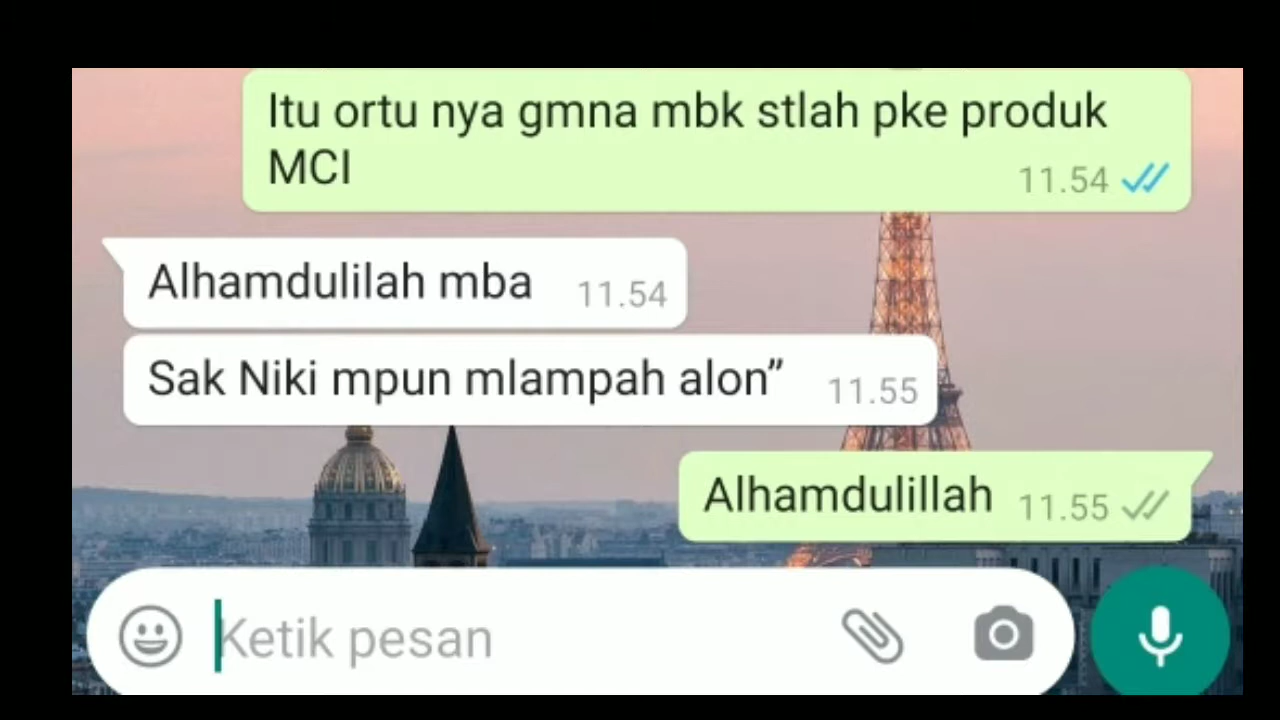 Itu ortu nya gmna mbk stlah pke produk
MCI
11.54
Alhamdulilah mba 11.54
Sak Niki mpun mlampah alon” 11.55
Alhamdulillah 11.55
Ketik pesan